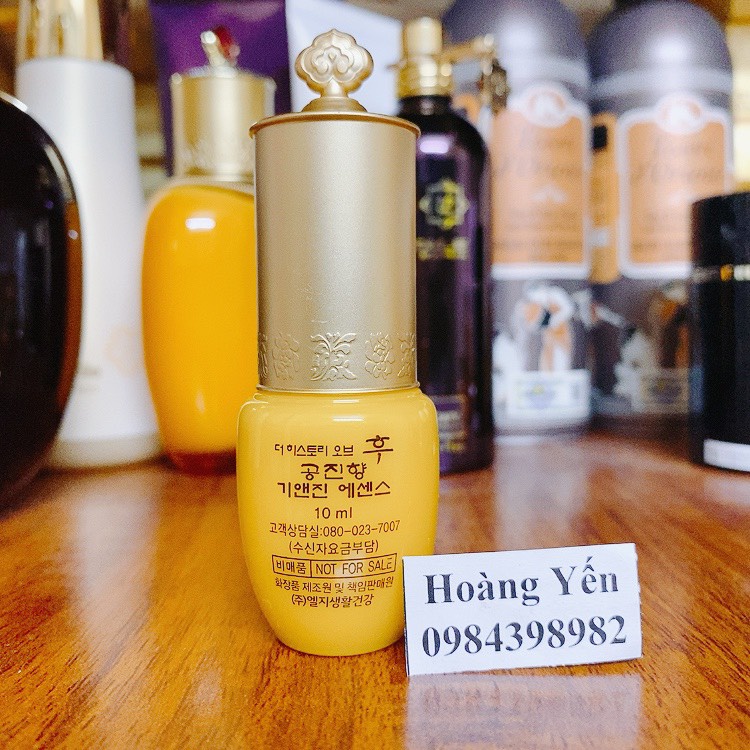 더 히스토리 오브 후
공진향
기앤진 에센스
10 ml
고객상담실:080-023-7007
(수신자요금부담)
비매품 NOT FOR SALE
화장품 제조원 및 책임판매원
(주)엘지생활건강
Hoàng Yến
0984398982